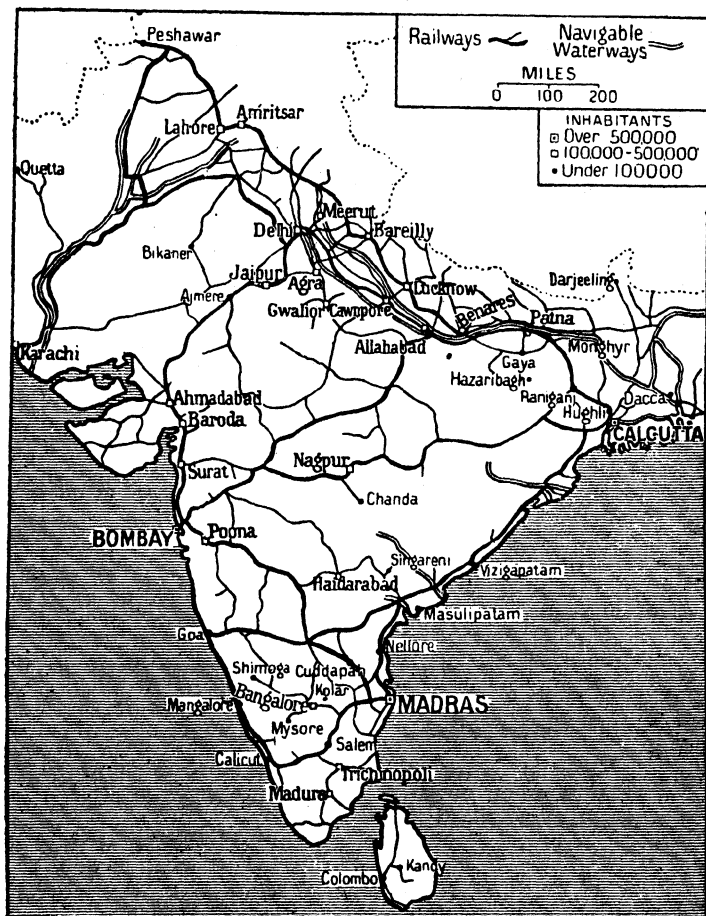 Peshawar
Railways
Navigable
Waterways
MILES
0 100 200
INHABITANTS
Over 500,000
100,000-500,000
Under 100000
Amritsar
Lahore
Quetta
Meerut
Delhi
Bareilly
Bikaner
Jaipur
Agra
Lucknow
Darjeeling
Ajmere
Gwalior
Cawnpore
Benares
Patna
Karachi
Allahabad
Monghyr
Gaya
Hazaribagh
Ahmadabad
Raniganj
Dacca
Baroda
Hughli
CALCUTTA
Surat
Nagpur
Chanda
BOMBAY
Poona
Singareni
Haidarabad
Vizigapatam
Masulipatam
Goa
Nellore
Shimoga
Cuddapah
Kolar
Bangalore
Mangalore
MADRAS
Mysore
Salem
Calicut
Trichinopoli
Madura
Kandy
Colombo